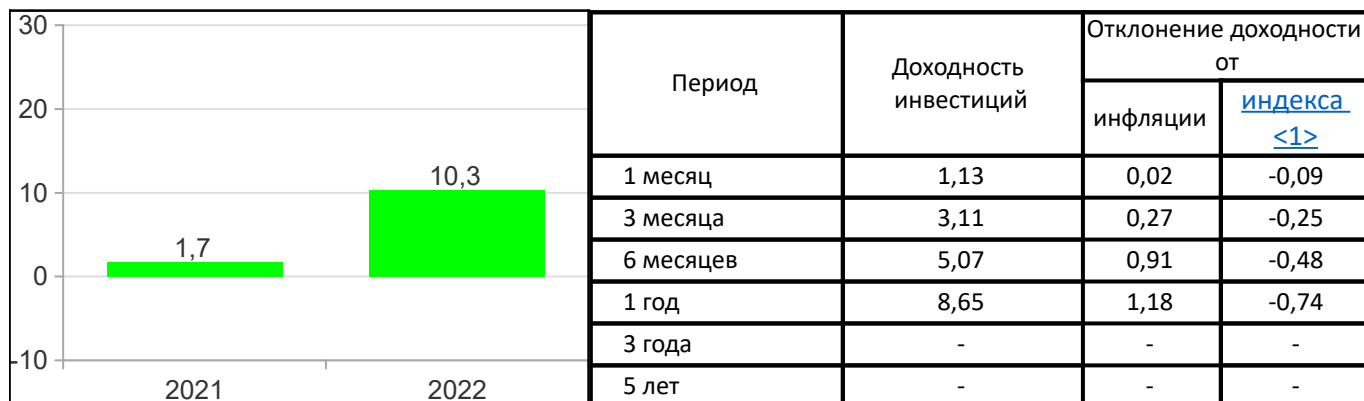 30
20
10
0
-10
1,7
10,3
2021 2022
Период Доходность инвестиций Отклонение доходности от
инфляции индекса <1>
1 месяц 1,13 0,02 -0,09
3 месяца 3,11 0,27 -0,25
6 месяцев 5,07 0,91 -0,48
1 год 8,65 1,18 -0,74
3 года - - -
5 лет - - -